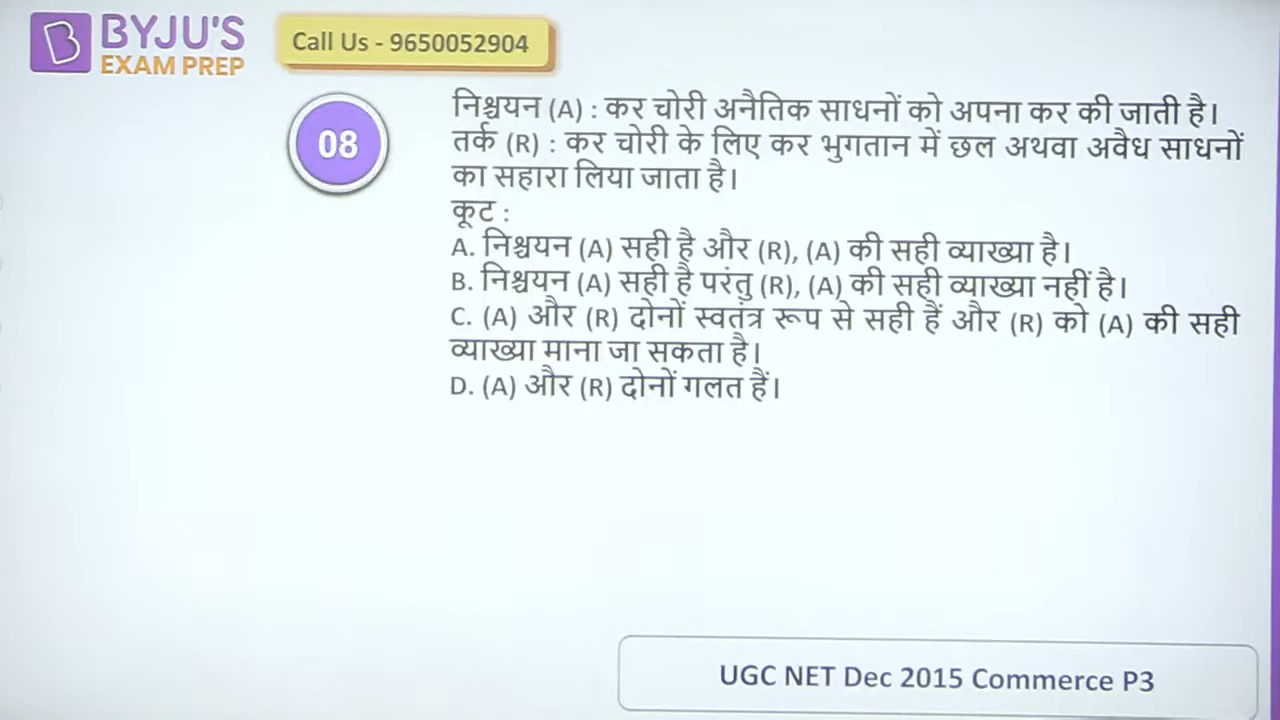 BYJU'S
EXAM PREP
Call Us - 9650052904
08
निश्चयन (A) : कर चोरी अनैतिक साधनों को अपना कर की जाती है।
तर्क (R) : कर चोरी के लिए कर भुगतान में छल अथवा अवैध साधनों
का सहारा लिया जाता है।
कूट :
A. निश्चयन (A) सही है और (R), (A) की सही व्याख्या है।
B. निश्चयन (A) सही है परंतु (R), (A) की सही व्याख्या नहीं है।
C. (A) और (R) दोनों स्वतंत्र रूप से सही हैं और (R) को (A) की सही
व्याख्या माना जा सकता है।
D. (A) और (R) दोनों गलत हैं।
UGC NET Dec 2015 Commerce P3